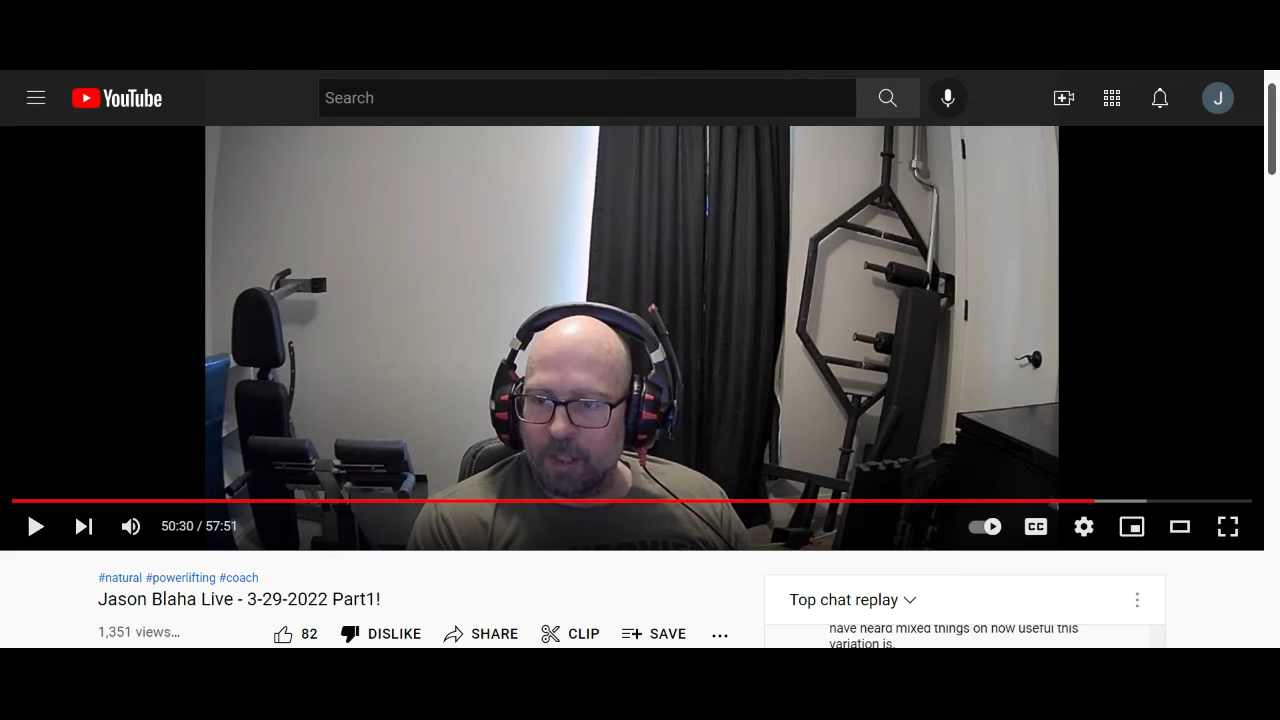 YouTube
Search
J
50:30 / 57:51
CC
#natural #powerlifting #coach
Jason Blaha Live - 3-29-2022 Part1!
1,351 views...
82
DISLIKE
SHARE
CLIP
SAVE
Top chat replay
have heard mixed things on how useful this
variation is.